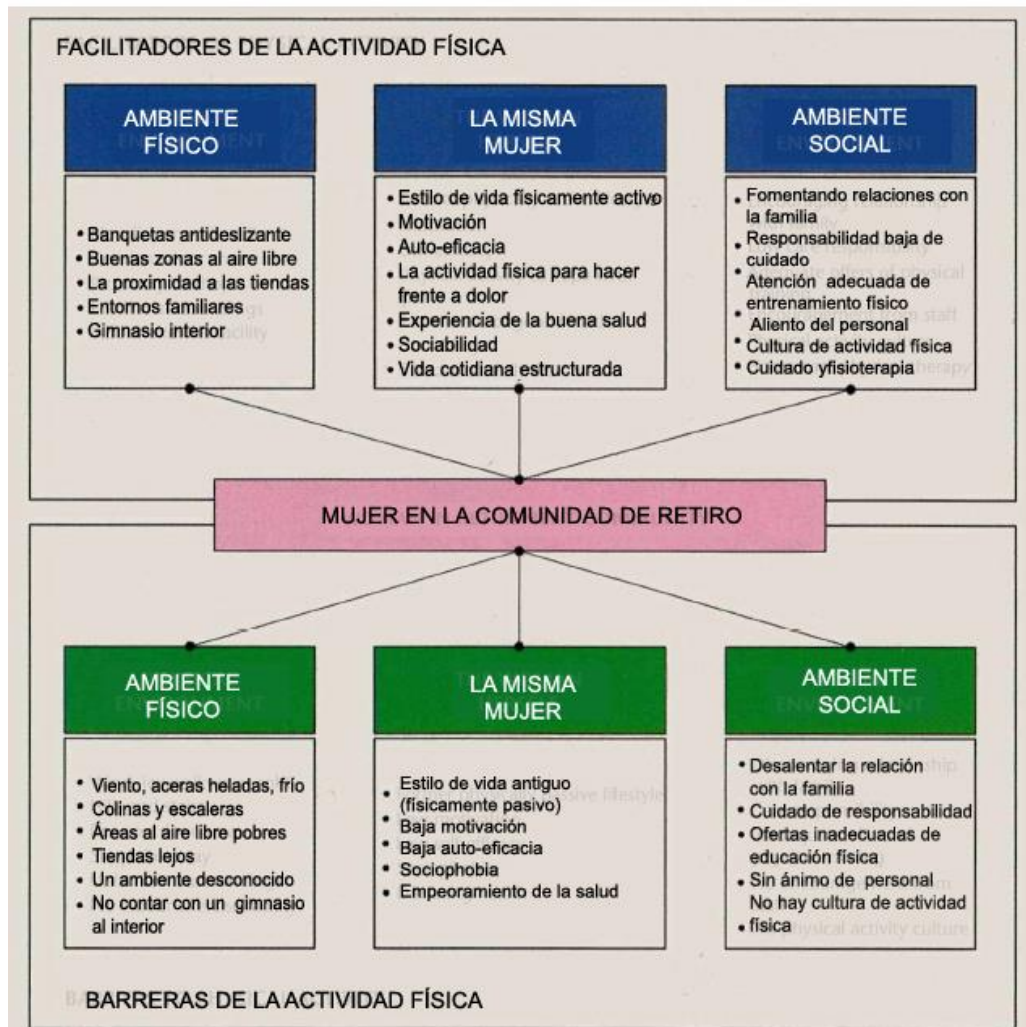 FACILITADORES DE LA ACTIVIDAD FÍSICA
AMBIENTE
FÍSICO
• Banquetas antideslizante
• Buenas zonas al aire libre
• La proximidad a las tiendas
• Entornos familiares
• Gimnasio interior
LA MISMA
MUJER
• Estilo de vida físicamente activo
• Motivación
• Auto-eficacia
• La actividad física para hacer
frente a dolor
• Experiencia de la buena salud
• Sociabilidad
• Vida cotidiana estructurada
AMBIENTE
SOCIAL
• Fomentando relaciones con
la familia
• Responsabilidad baja de
cuidado
• Atención adecuada de
entrenamiento físico
• Aliento del personal
• Cultura de actividad física
• Cuidado yfisioterapia
MUJER EN LA COMUNIDAD DE RETIRO
AMBIENTE
FÍSICO
• Viento, aceras heladas, frío
• Colinas y escaleras
• Áreas al aire libre pobres
• Tiendas lejos
• Un ambiente desconocido
• No contar con un gimnasio
al interior
LA MISMA
MUJER
• Estilo de vida antiguo
(físicamente pasivo)
• Baja motivación
• Baja auto-eficacia
• Sociophobia
• Empeoramiento de la salud
AMBIENTE
SOCIAL
• Desalentar la relación
con la familia
• Cuidado de responsabilidad
• Ofertas inadecuadas de
educación física
• Sin ánimo de personal
No hay cultura de actividad
• física
BARRERAS DE LA ACTIVIDAD FÍSICA